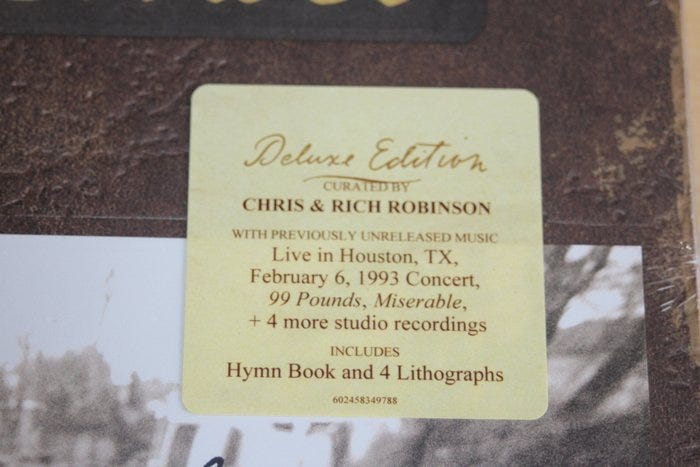 Deluxe Edition
CURATED BY
CHRIS & RICH ROBINSON
WITH PREVIOUSLY UNRELEASED MUSIC
Live in Houston, TX,
February 6, 1993 Concert,
99 Pounds, Miserable,
+ 4 more studio recordings
INCLUDES
Hymn Book and 4 Lithographs
602458349788